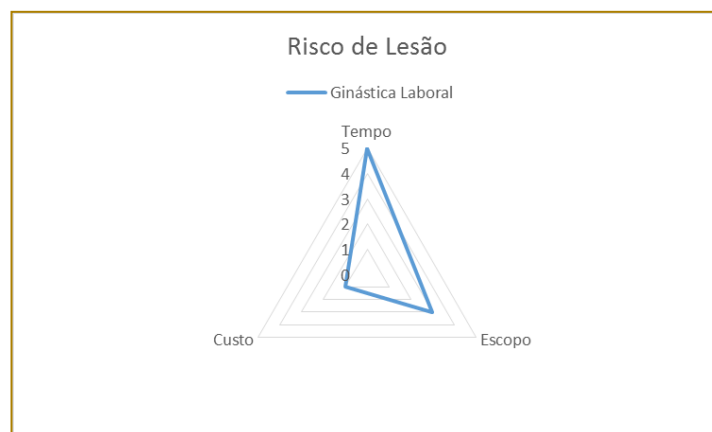 Risco de Lesão
Ginástica Laboral
Tempo
5
4
3
2
1
0
Custo
Escopo